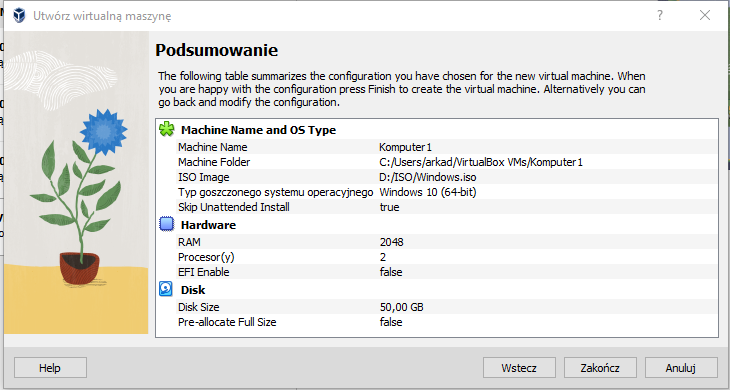 Utwórz wirtualną maszynę
Podsumowanie
The following table summarizes the configuration you have chosen for the new virtual machine. When
you are happy with the configuration press Finish to create the virtual machine. Alternatively you can
go back and modify the configuration.
Machine Name and OS Type
Machine Name Komputer1
Machine Folder C:/Users/arkad/VirtualBox VMs/Komputer1
ISO Image D:/ISO/Windows.iso
Typ goszczonego systemu operacyjnego Windows 10 (64-bit)
Skip Unattended Install true
Hardware
RAM 2048
Procesor(y) 2
EFI Enable false
Disk
Disk Size 50,00 GB
Pre-allocate Full Size false
Help Wstecz Zakończ Anuluj